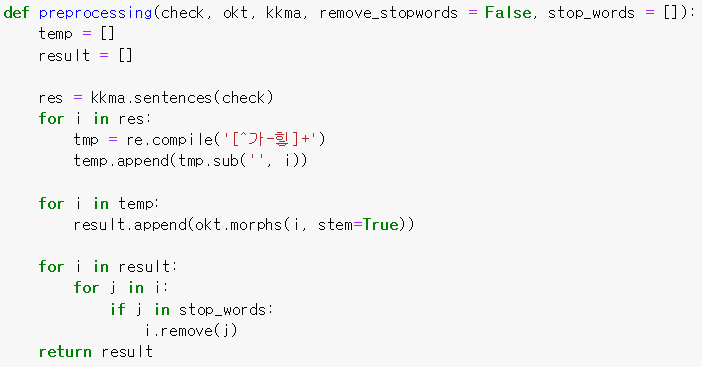 def preprocessing(check, okt, kkma, remove_stopwords = False, stop_words = []):
    temp = []
    result = []

    res = kkma.sentences(check)
    for i in res:
        tmp = re.compile('[^가-힣]+')
        temp.append(tmp.sub('', i))

    for i in temp:
        result.append(okt.morphs(i, stem=True))

    for i in result:
        for j in i:
            if j in stop_words:
                i.remove(j)
    return result